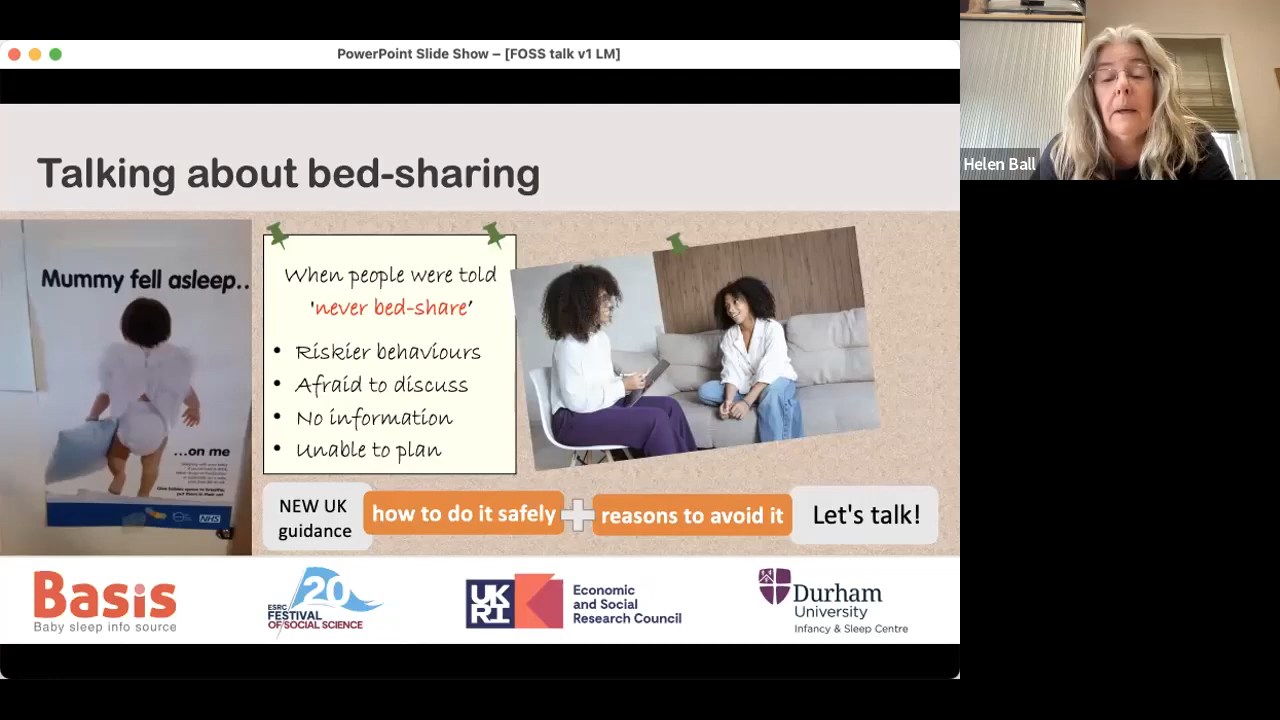 PowerPoint Slide Show – [FOSS talk v1 LM]
Helen Ball
Talking about bed-sharing
Mummy fell asleep..
...on me
NHS
When people were told
'never bed-share'
• Riskier behaviours
• Afraid to discuss
• No information
• Unable to plan
NEW UK
guidance
how to do it safely
reasons to avoid it
Let's talk!
Basis
Baby sleep info source
20
ESRC
FESTIVAL
OF SOCIAL SCIENCE
UK
RI
Economic
and Social
Research Council
Durham
University
Infancy & Sleep Centre